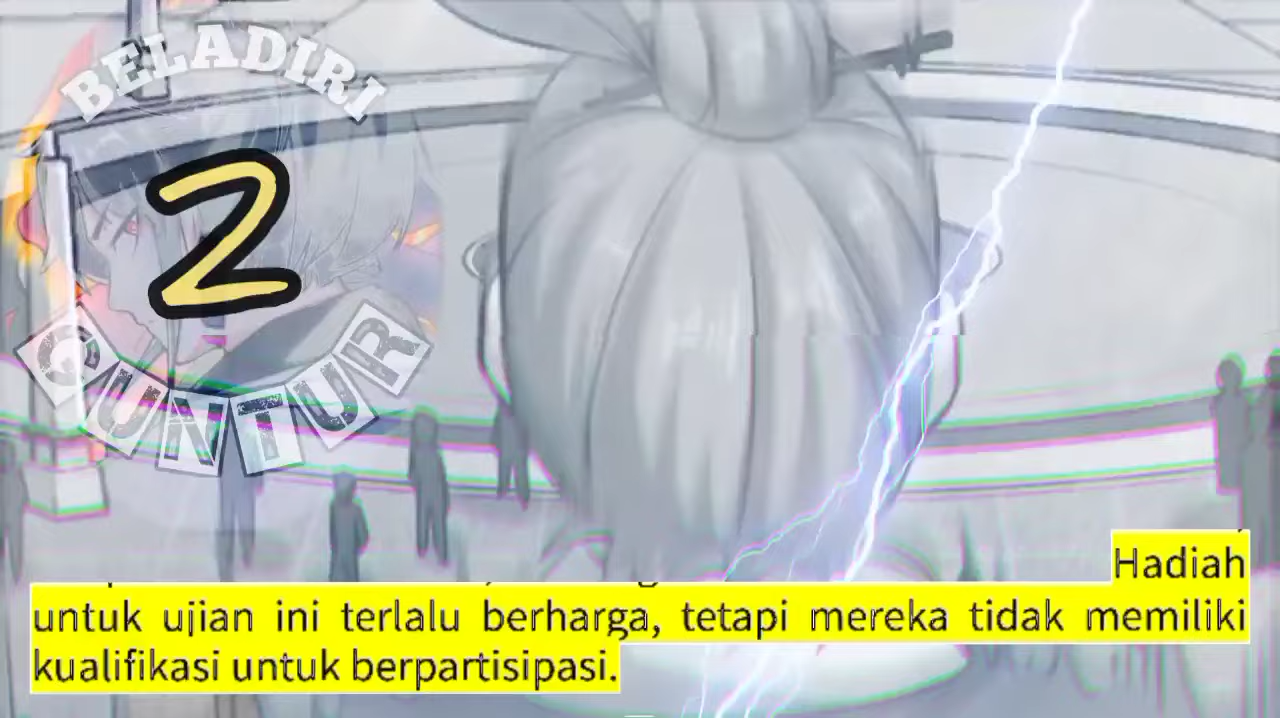 BELADIRI
2
GUNTUR
Hadiah
untuk ujian ini terlalu berharga, tetapi mereka tidak memiliki
kualifikasi untuk berpartisipasi.